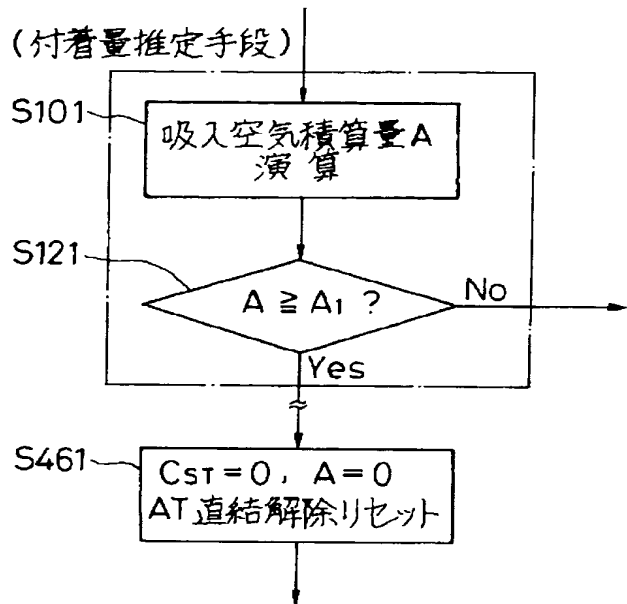 (付着量推定手段)
S101
吸入空気積算量A
演算
S121
A ≧ A1 ?
No
Yes
S461
CST=0, A=0
AT直結解除リセット